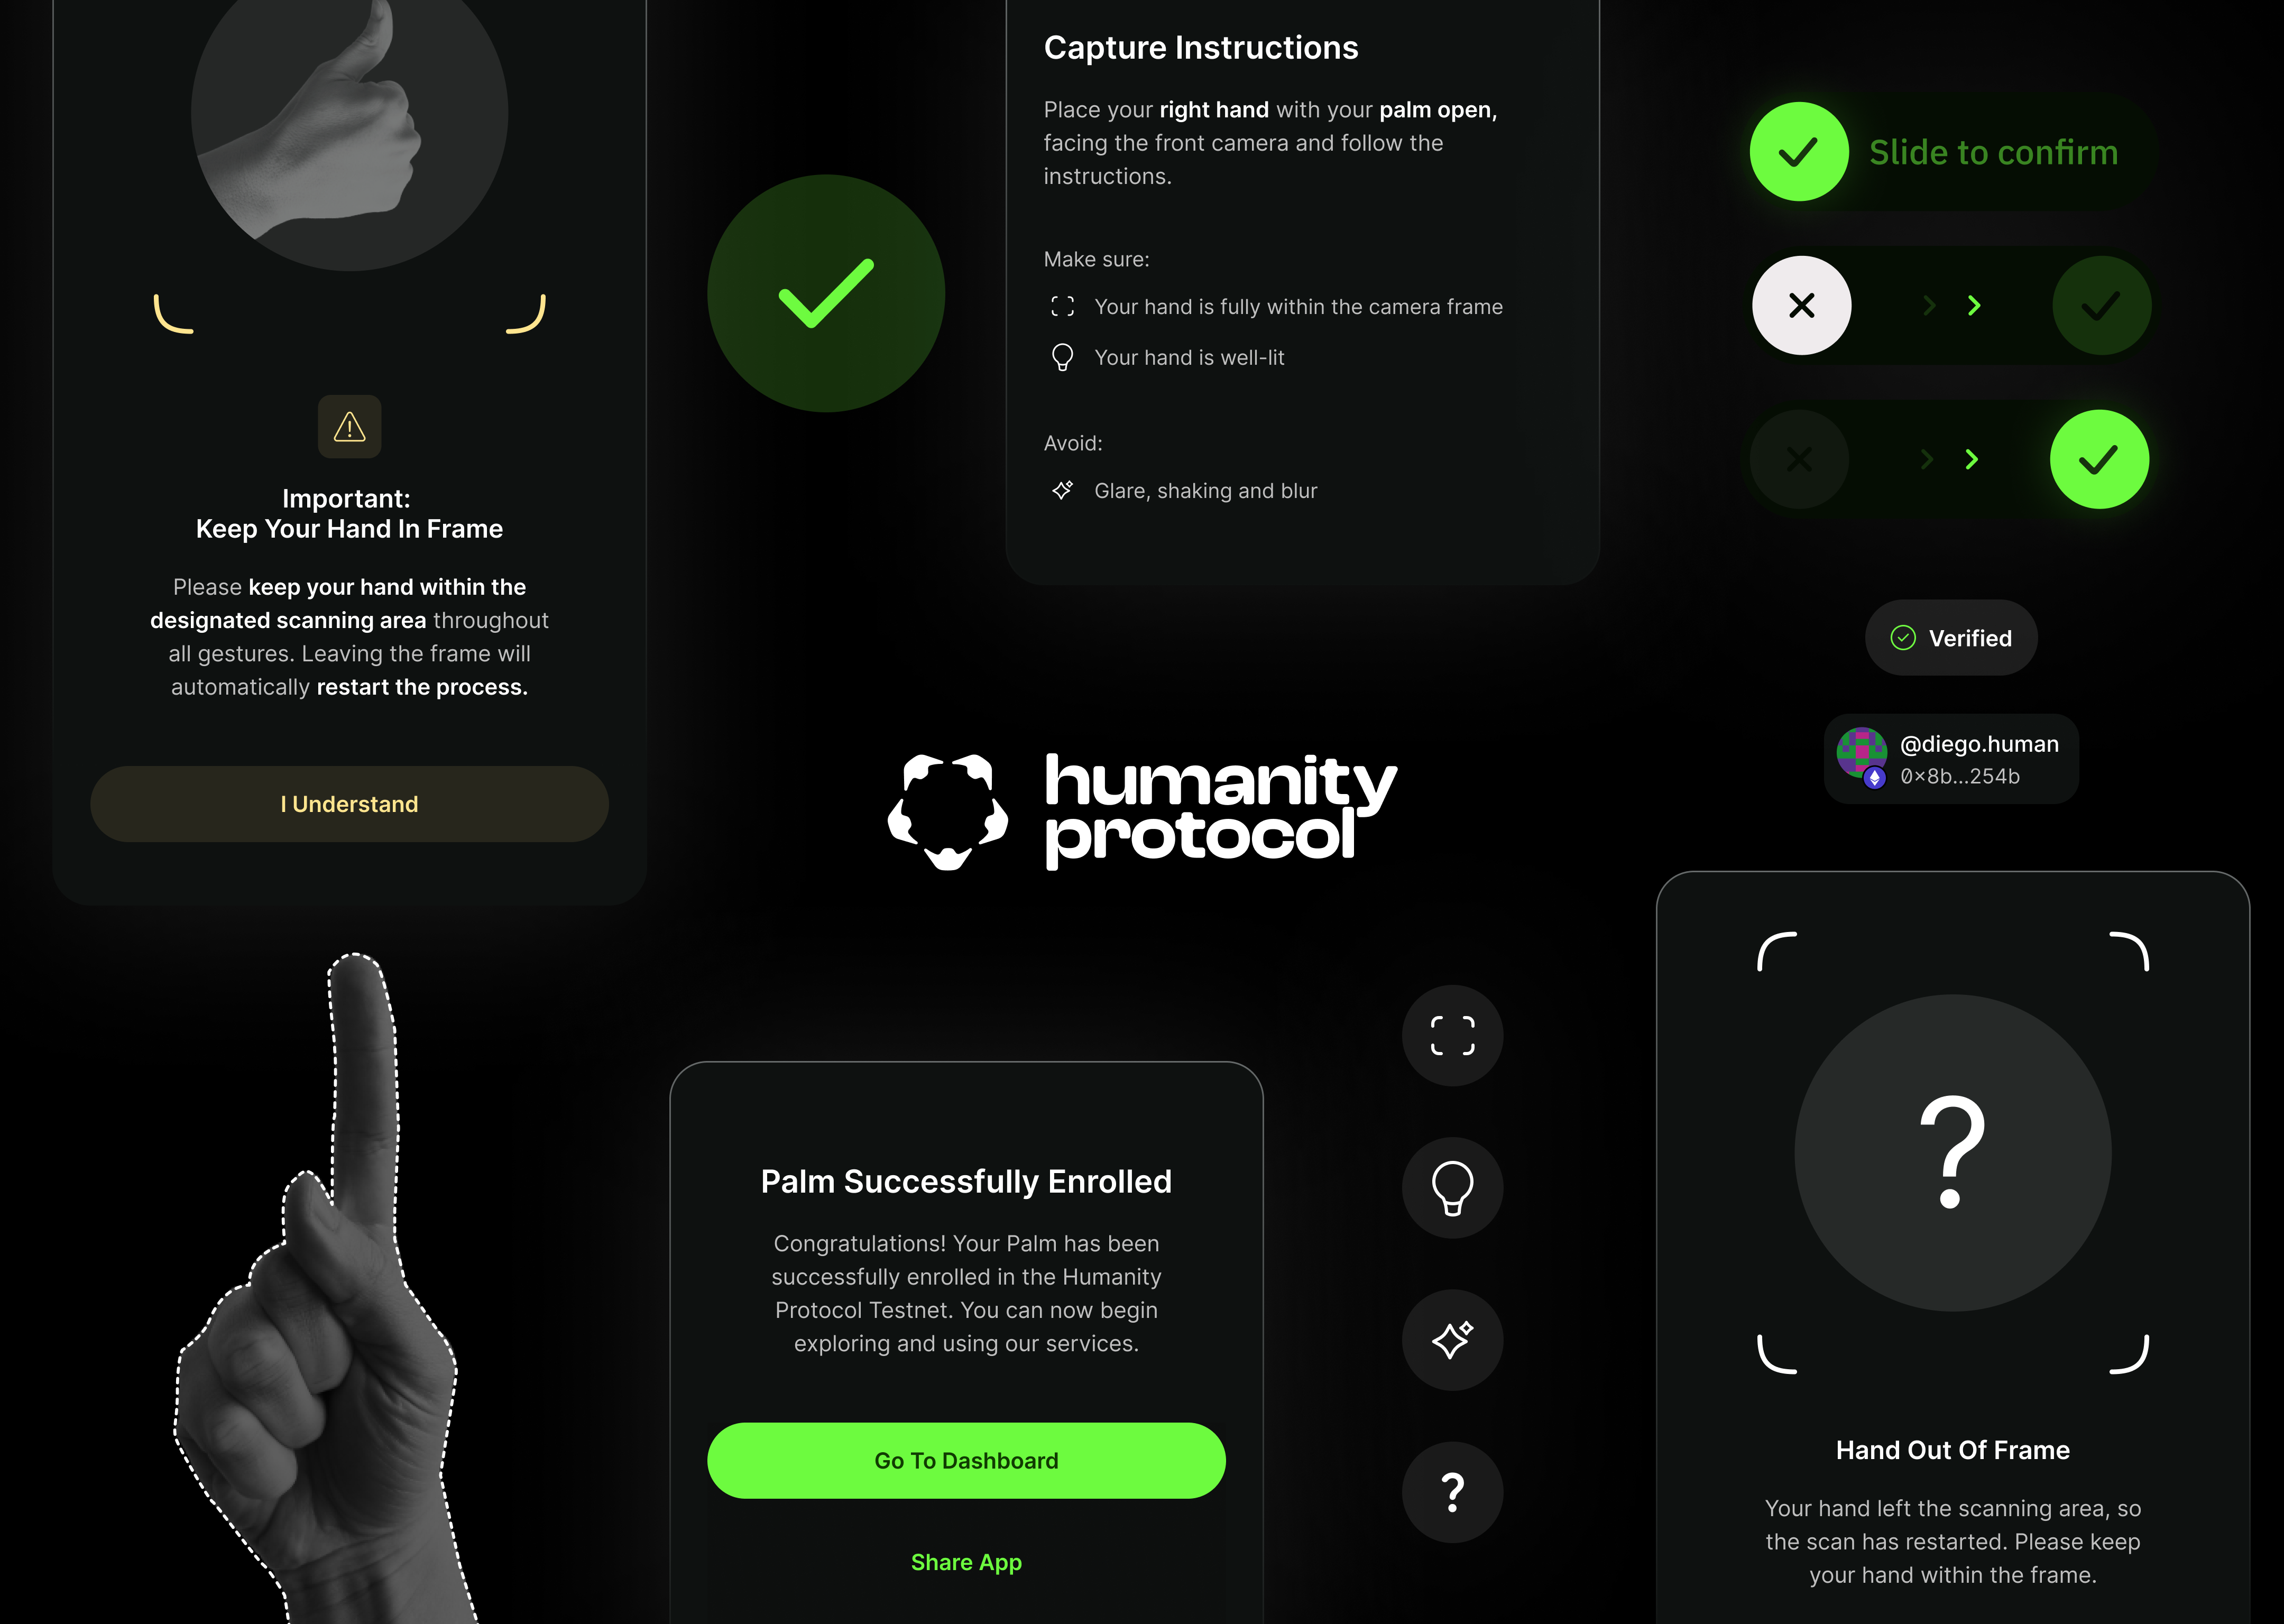 Important:
Keep Your Hand In Frame
Please keep your hand within the
designated scanning area throughout
all gestures. Leaving the frame will
automatically restart the process.
I Understand
Capture Instructions
Place your right hand with your palm open,
facing the front camera and follow the
instructions.
Make sure:
Your hand is fully within the camera frame
Your hand is well-lit
Avoid:
Glare, shaking and blur
Slide to confirm
Verified
@diego.human
0×8b...254b
humanity
protocol
Palm Successfully Enrolled
Congratulations! Your Palm has been
successfully enrolled in the Humanity
Protocol Testnet. You can now begin
exploring and using our services.
Go To Dashboard
Share App
?
?
Hand Out Of Frame
Your hand left the scanning area, so
the scan has restarted. Please keep
your hand within the frame.